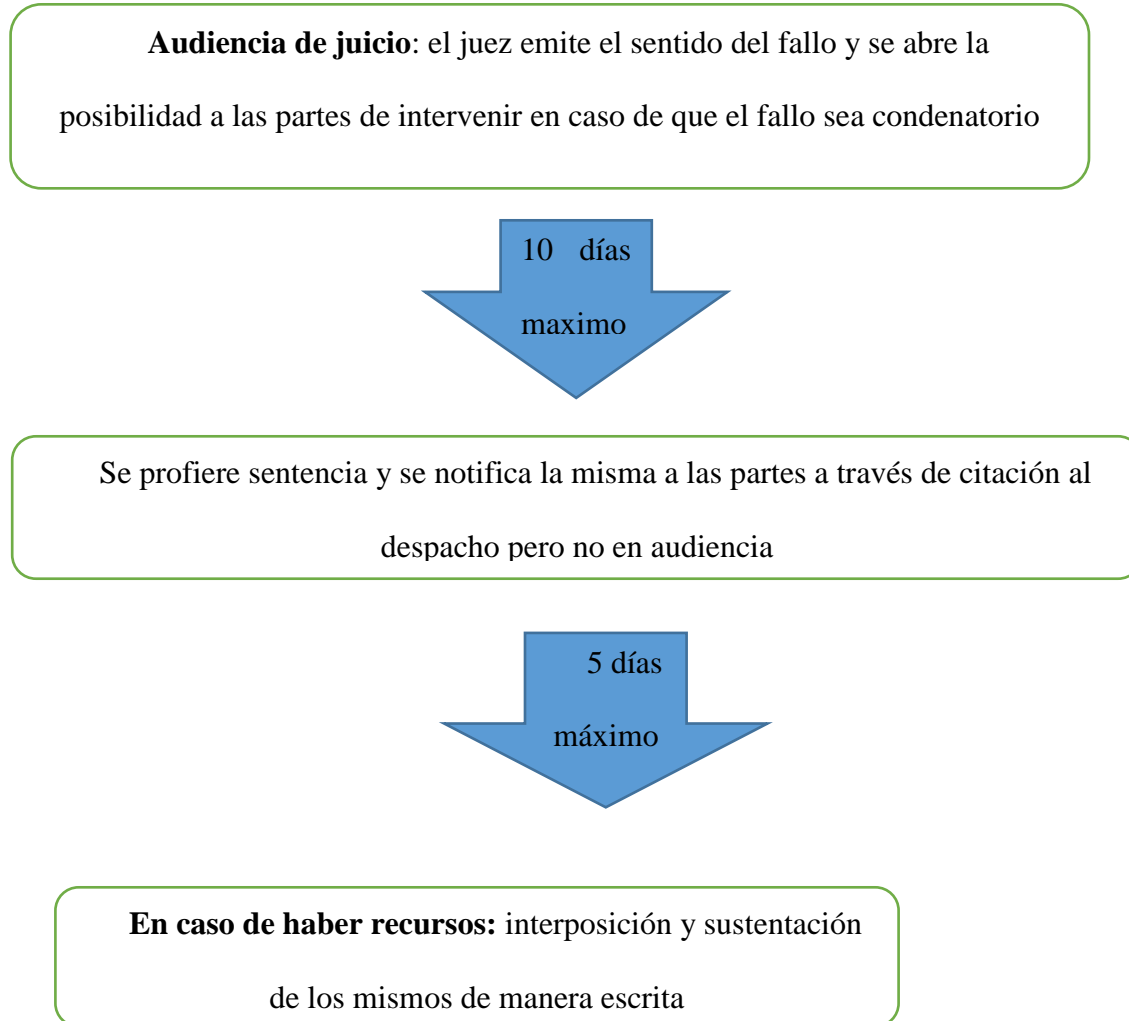 Audiencia de juicio: el juez emite el sentido del fallo y se abre la
posibilidad a las partes de intervenir en caso de que el fallo sea condenatorio
10 días
maximo
Se profiere sentencia y se notifica la misma a las partes a través de citación al
despacho pero no en audiencia
5 días
máximo
En caso de haber recursos: interposición y sustentación
de los mismos de manera escrita